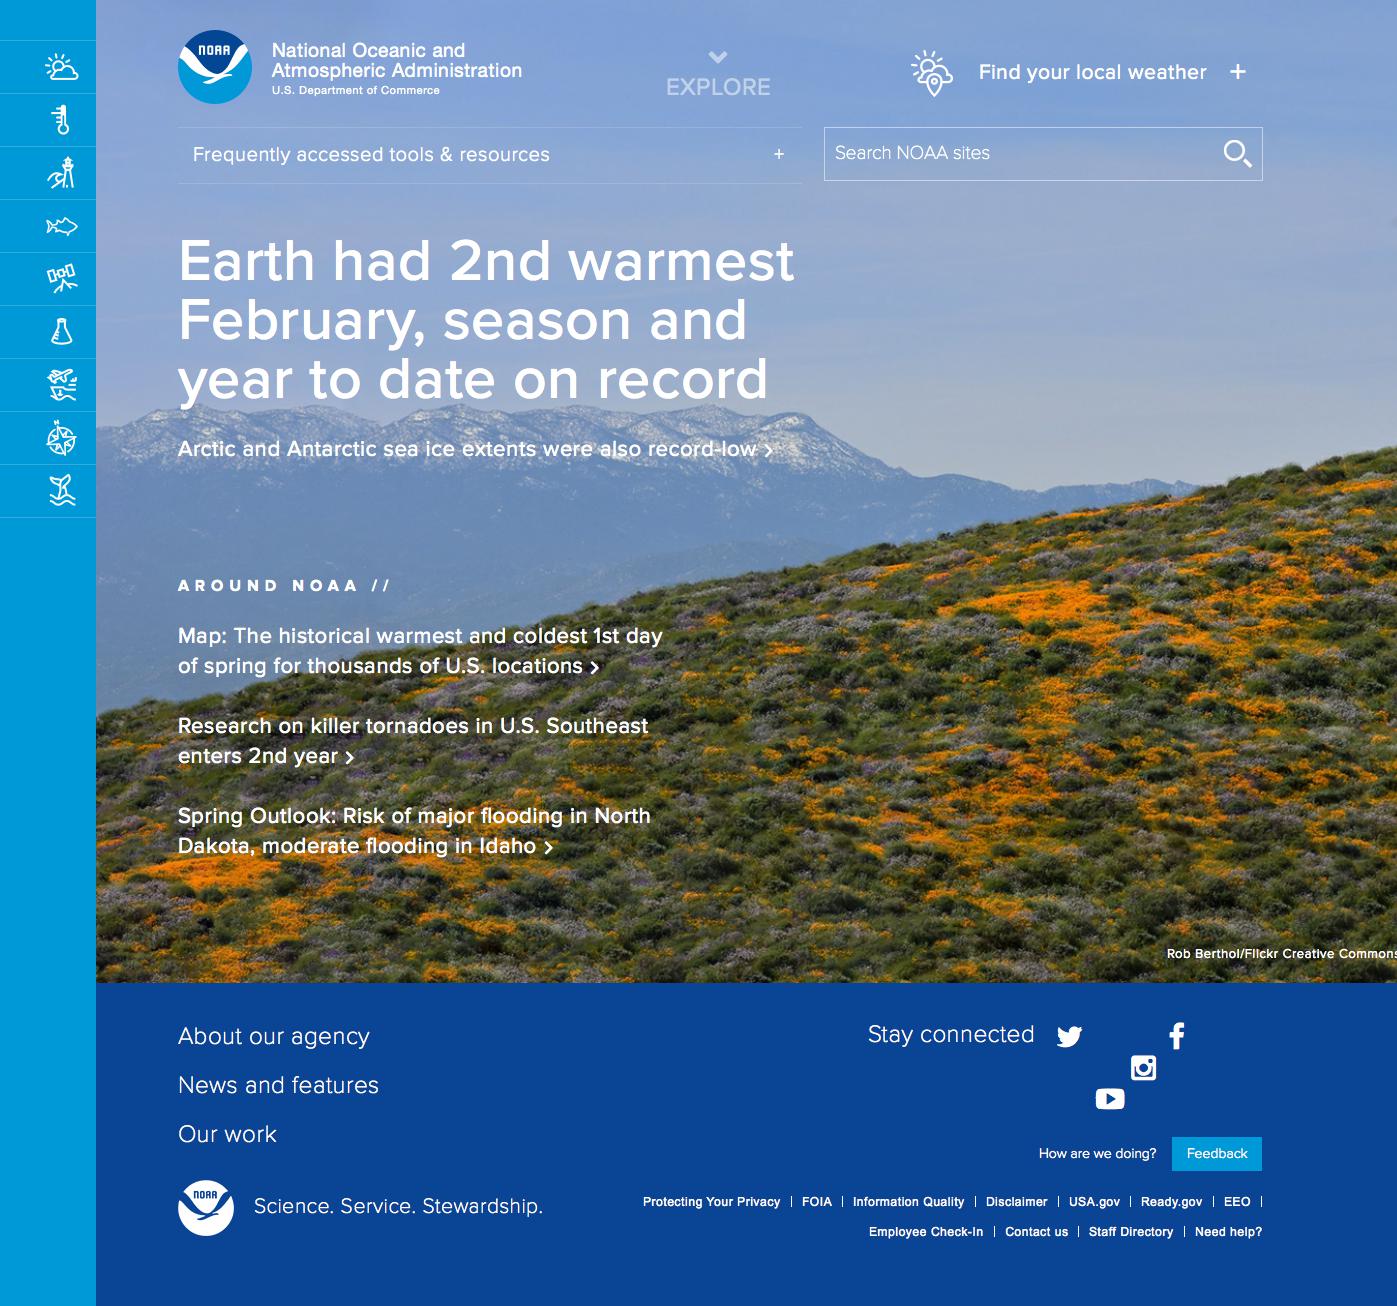 NOAA
National Oceanic and
Atmospheric Administration
U.S. Department of Commerce
EXPLORE
Find your local weather +
Frequently accessed tools & resources +
Search NOAA sites
Earth had 2nd warmest
February, season and
year to date on record
Arctic and Antarctic sea ice extents were also record-low >
AROUND NOAA //
Map: The historical warmest and coldest 1st day
of spring for thousands of U.S. locations >
Research on killer tornadoes in U.S. Southeast
enters 2nd year >
Spring Outlook: Risk of major flooding in North
Dakota, moderate flooding in Idaho >
Rob Berthol/Flickr Creative Commons
About our agency
Stay connected
News and features
Our work
How are we doing? Feedback
NOAA
Science. Service. Stewardship.
Protecting Your Privacy | FOIA | Information Quality | Disclaimer | USA.gov | Ready.gov | EEO |
Employee Check-In | Contact us | Staff Directory | Need help?